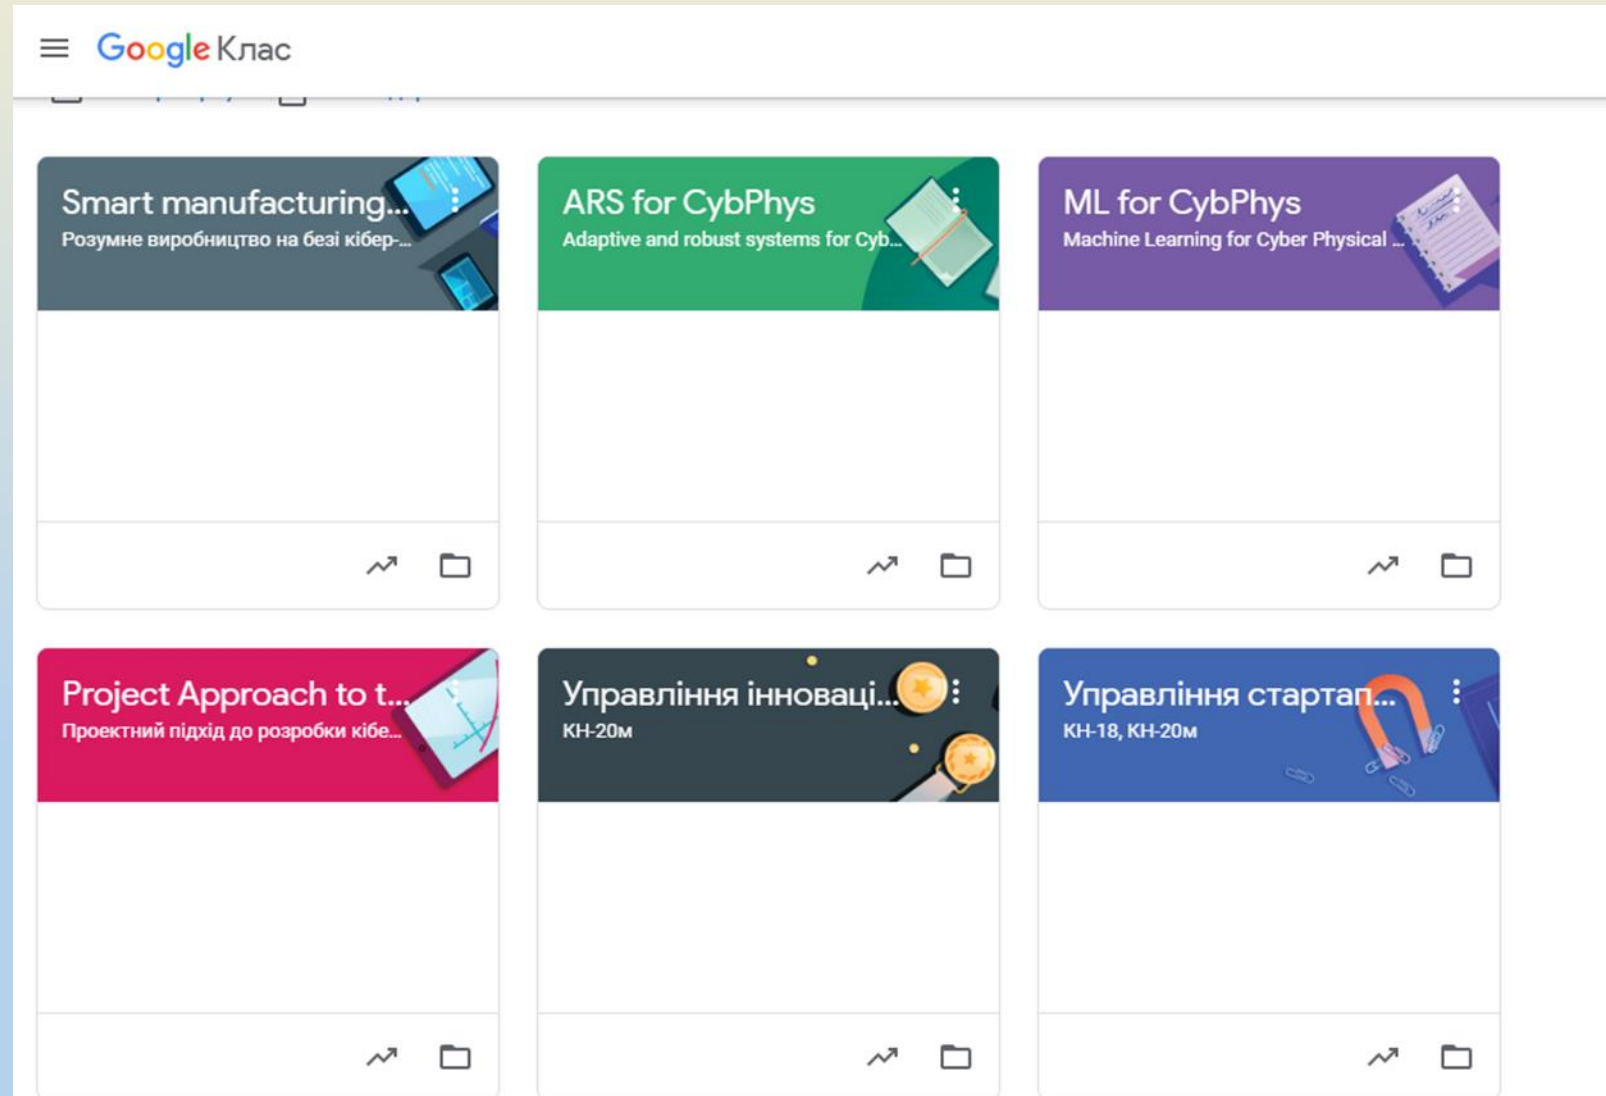 Google Клас
Smart manufacturing...
Розумне виробництво на безі кібер-...
ARS for CybPhys
Adaptive and robust systems for Cyb...
ML for CybPhys
Machine Learning for Cyber Physical ...
Project Approach to t...
Проектний підхід до розробки кібе...
Управління інноваці...
КН-20м
Управління стартап...
КН-18, КН-20м